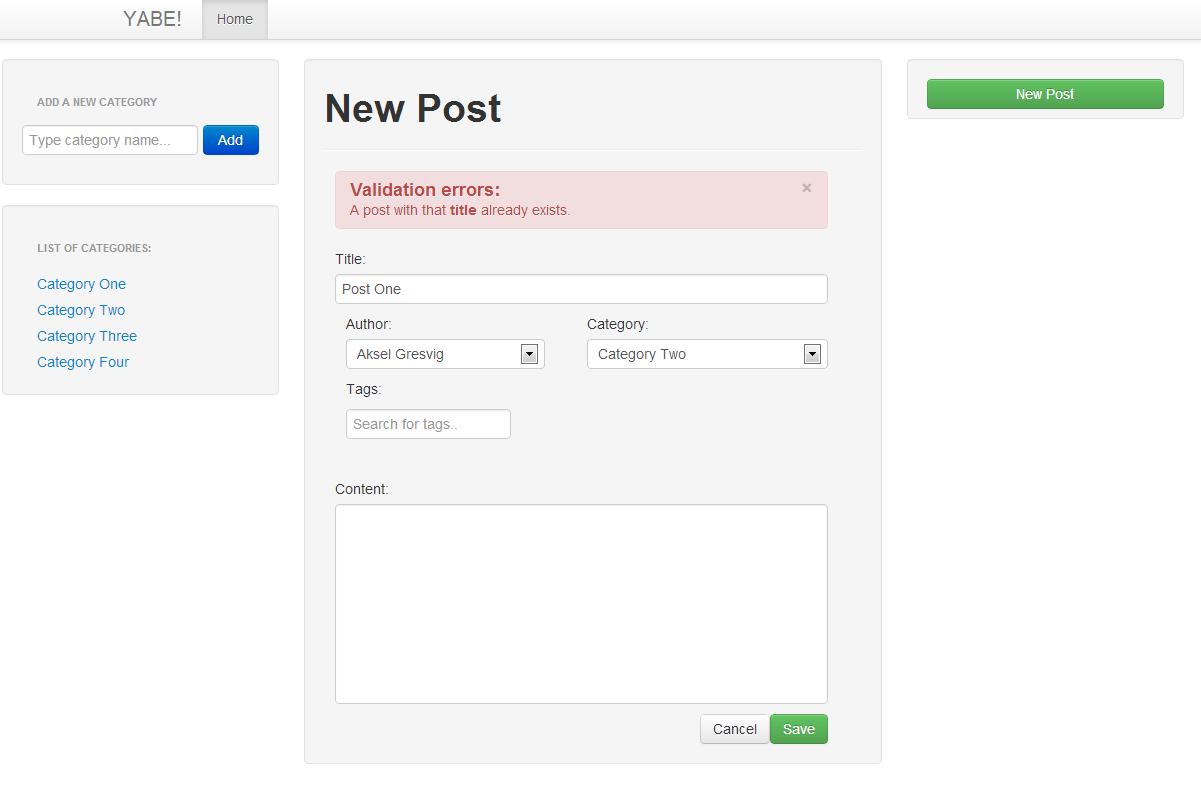 YABE!
Home
ADD A NEW CATEGORY
Type category name...
Add
LIST OF CATEGORIES:
Category One
Category Two
Category Three
Category Four
New Post
Validation errors:
×
A post with that title already exists.
Title:
Post One
Author:
Category:
Aksel Gresvig
Category Two
Tags:
Search for tags..
Content:
Cancel
Save
New Post